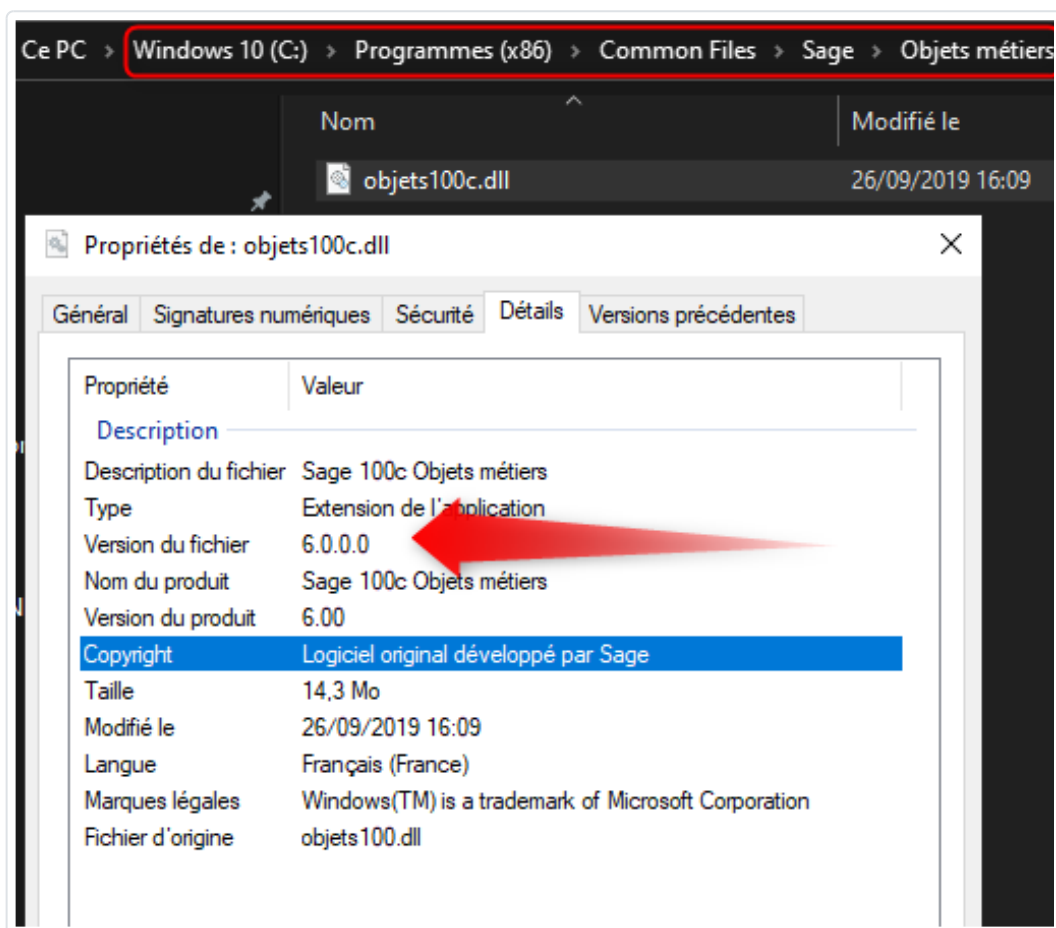 Ce PC > Windows 10 (C:) > Programmes (x86) > Common Files > Sage > Objets métiers
Nom Modifié le
objets100c.dll 26/09/2019 16:09
Propriétés de : objets100c.dll
Général Signatures numériques Sécurité Détails Versions précédentes
Propriété Valeur
Description
Description du fichier Sage 100c Objets métiers
Type Extension de l'application
Version du fichier 6.0.0.0
Nom du produit Sage 100c Objets métiers
Version du produit 6.00
Copyright Logiciel original développé par Sage
Taille 14,3 Mo
Modifié le 26/09/2019 16:09
Langue Français (France)
Marques légales Windows(TM) is a trademark of Microsoft Corporation
Fichier d'origine objets100.dll